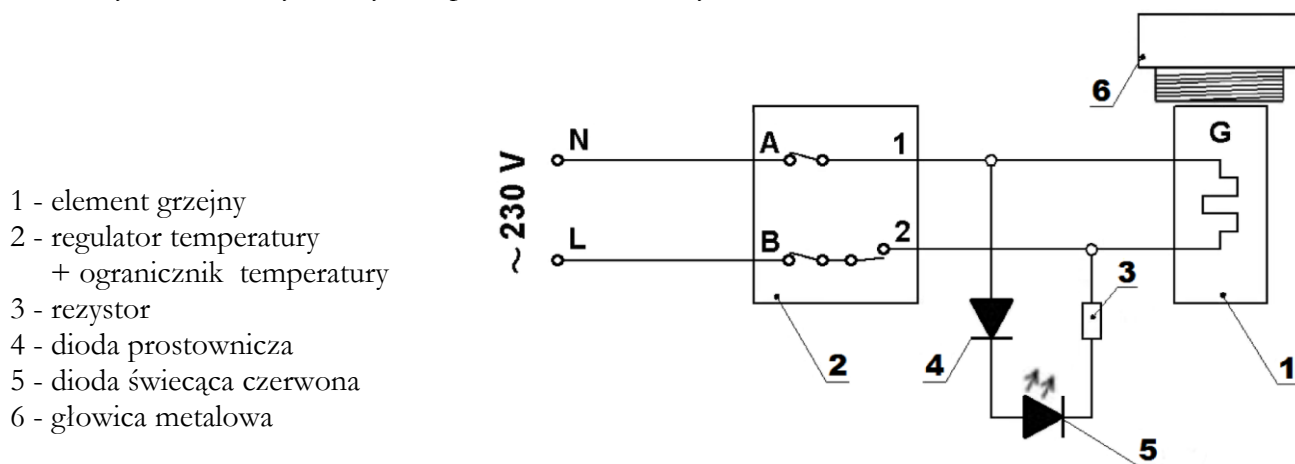 1 - element grzejny
2 - regulator temperatury
+ ogranicznik temperatury
3 - rezystor
4 - dioda prostownicza
5 - dioda świecąca czerwona
6 - głowica metalowa
6
G
N
A
1
~230 V
L
B
2
3
2
4
1
5